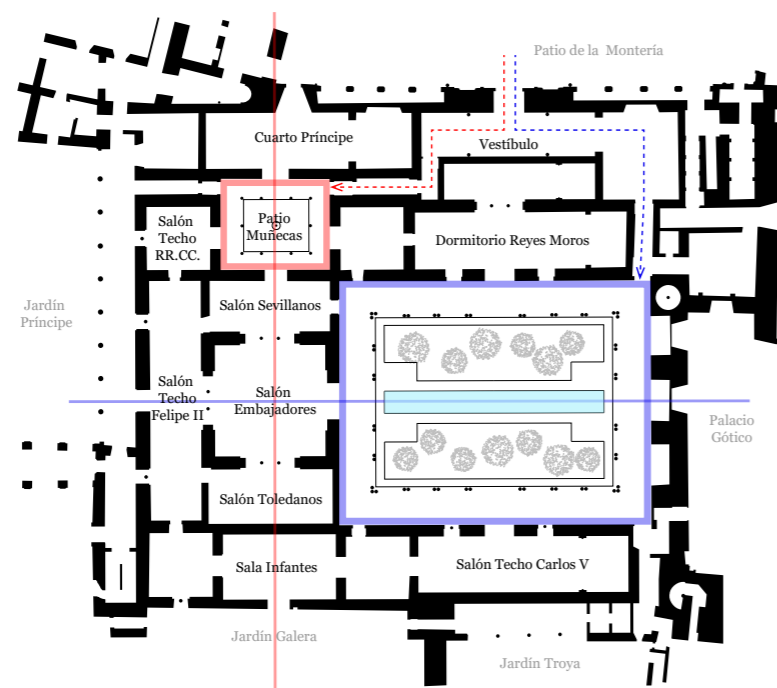 Patio de la Montería
Cuarto Príncipe
Vestíbulo
Salón
Techo
RR.CC.
Patio
Muñecas
Dormitorio Reyes Moros
Jardín
Príncipe
Salón Sevillanos
Salón
Techo
Felipe II
Salón
Embajadores
Palacio
Gótico
Salón Toledanos
Sala Infantes
Salón Techo Carlos V
Jardín Galera
Jardín Troya